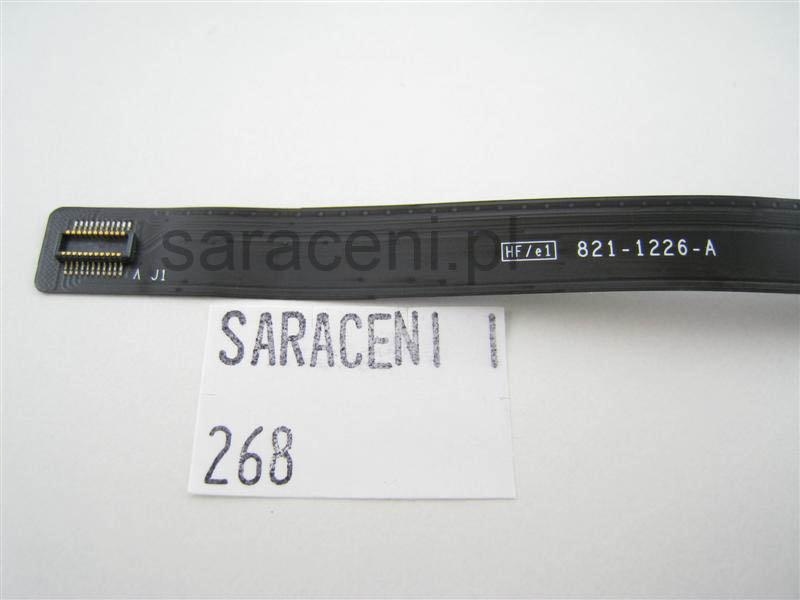 saraceni.pl
HF/e1 821-1226-A
J1
SARACENI I
268